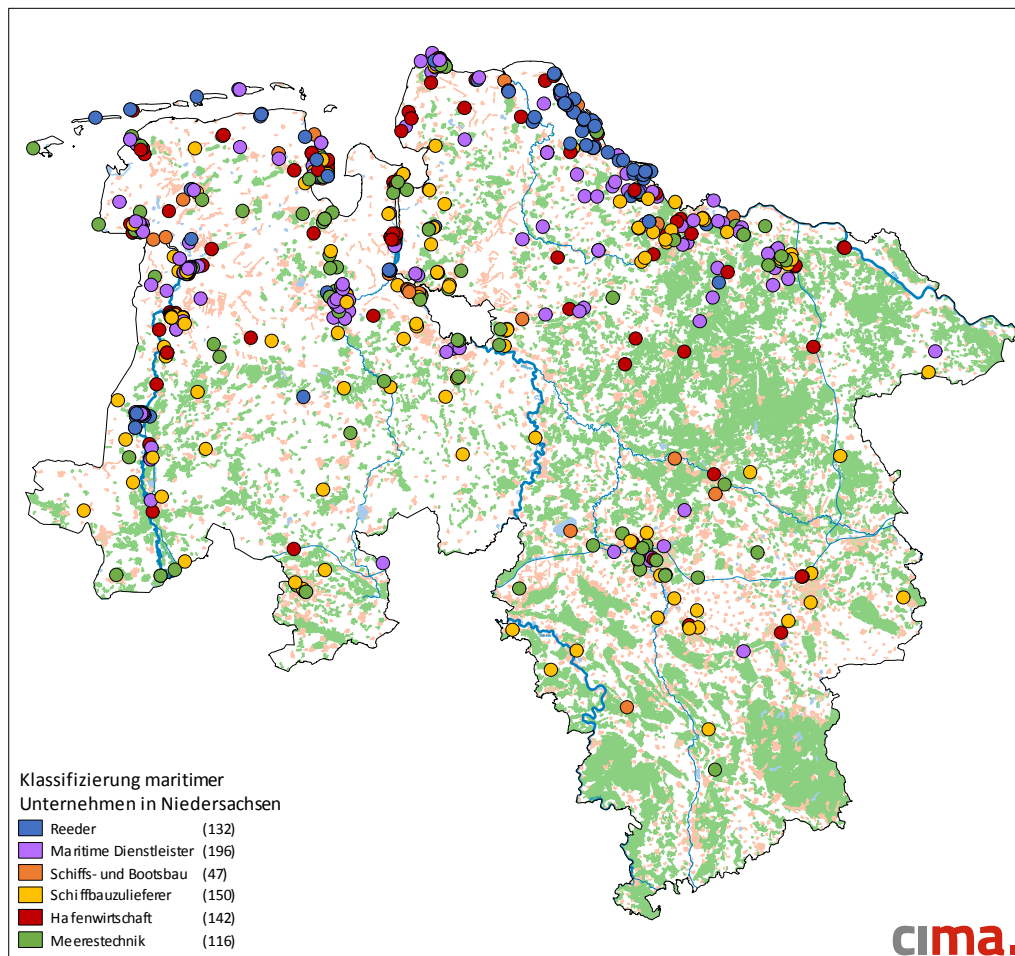 Klassifizierung maritimer
Unternehmen in Niedersachsen
Reeder (132)
Maritime Dienstleister (196)
Schiffs- und Bootsbau (47)
Schiffbauzulieferer (150)
Hafenwirtschaft (142)
Meerestechnik (116)
cima.